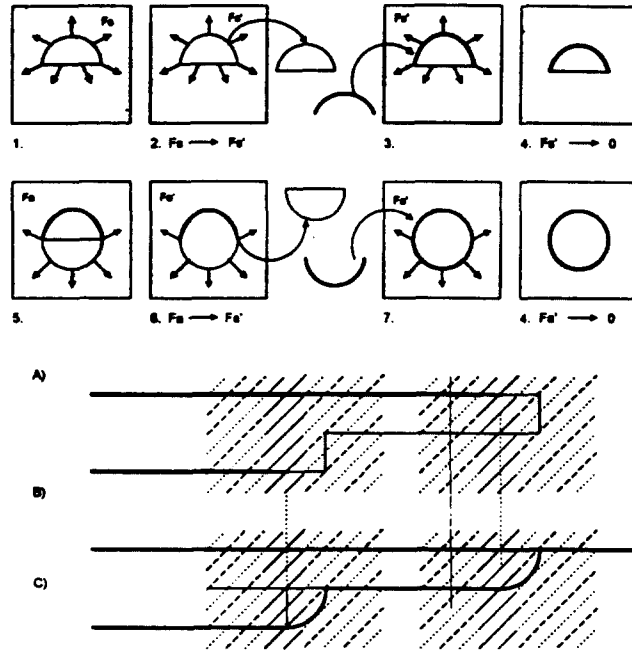 Fe Fe' Fe'
1. 2. Fe ⟶ Fe' 3. 4. Fe' ⟶ 0
Fe Fe' Fe'
5. 6. Fe ⟶ Fe' 7. 4. Fe' ⟶ 0
A)
B)
C)